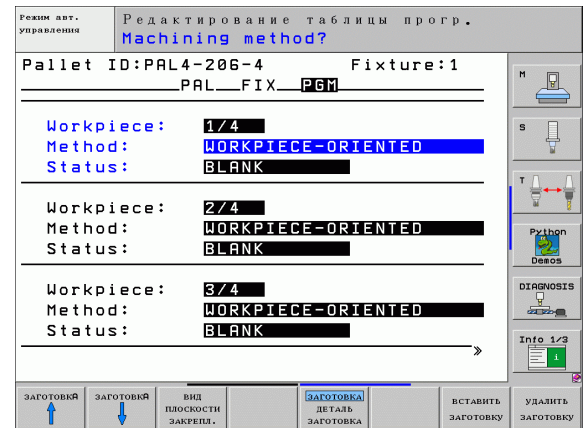 Режим авт.
управления
Редактирование таблицы прогр.
Machining method?
Pallet ID:PAL4-206-4 Fixture:1
PAL FIX PGM
Workpiece: 1/4
Method: WORKPIECE-ORIENTED
Status: BLANK
Workpiece: 2/4
Method: WORKPIECE-ORIENTED
Status: BLANK
Workpiece: 3/4
Method: WORKPIECE-ORIENTED
Status: BLANK
»
M
S
T
Python
Demos
DIAGNOSIS
Info 1/3
i
ЗАГОТОВКА
ЗАГОТОВКА
ВИД
ПЛОСКОСТИ
ЗАКРЕПЛ.
ЗАГОТОВКА
ДЕТАЛЬ
ЗАГОТОВКА
ВСТАВИТЬ
ЗАГОТОВКУ
УДАЛИТЬ
ЗАГОТОВКУ